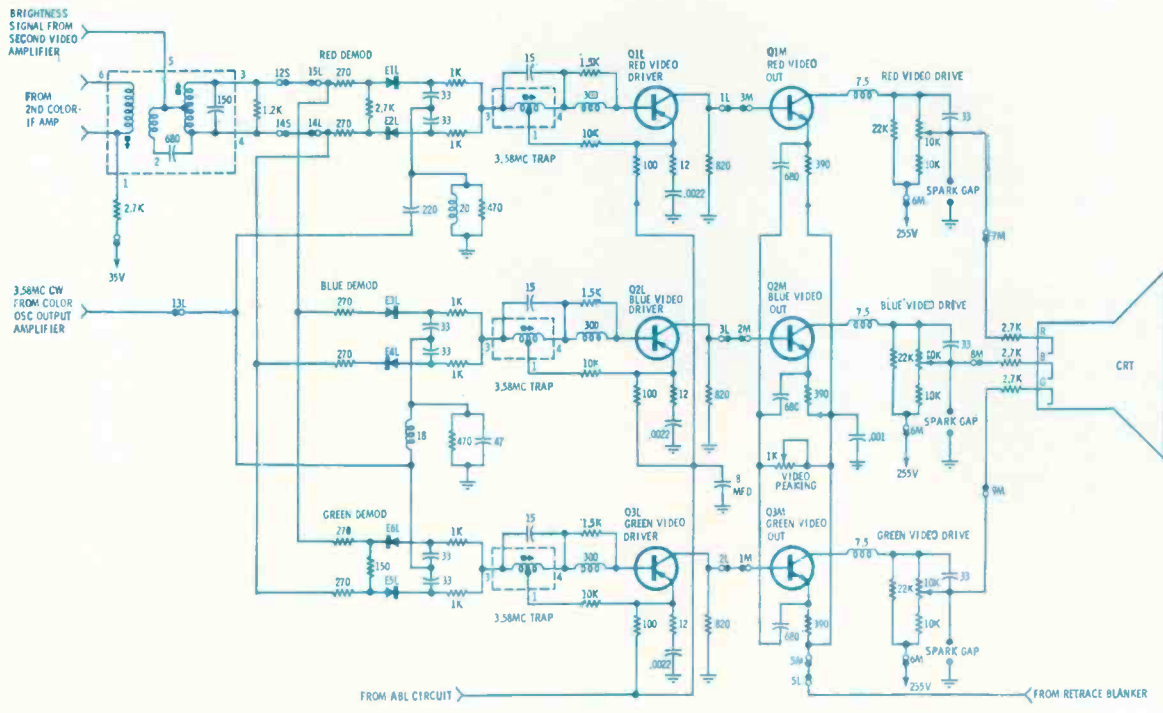 BRIGHTNESS
SIGNAL FROM
SECOND VIDEO
AMPLIFIER
5
6
3
RED DEMOD
12S
15L
270
E1L
1K
15
1.5K
Q1L
RED VIDEO
DRIVER
Q1M
RED VIDEO
OUT
7.5
RED VIDEO DRIVE
FROM
2ND COLOR-
IF AMP
150
1.2K
2.7K
33
33
300
1L
3M
33
22K
10K
680
2
14S
14L
270
E2L
1K
3
4
1
10K
4
3.58MC TRAP
100
12
820
680
390
10K
SPARK GAP
1
2.7K
35V
220
20
470
.0022
6M
255V
7M
3.58MC CW
FROM COLOR
OSC OUTPUT
AMPLIFIER
13L
BLUE DEMOD
270
E3L
1K
15
1.5K
Q2L
BLUE VIDEO
DRIVER
Q2M
BLUE VIDEO
OUT
7.5
BLUE VIDEO DRIVE
33
33
300
3L
2M
33
2.7K
R
270
E4L
1K
3
4
1
10K
3.58MC TRAP
22K
10K
8M
2.7K
B
2.7K
G
CRT
100
12
820
680
390
10K
SPARK GAP
18
470
47
.0022
.001
6M
255V
1K
VIDEO
PEAKING
8
MFD
9M
GREEN DEMOD
270
E6L
1K
15
1.5K
Q3L
GREEN VIDEO
DRIVER
Q3M
GREEN VIDEO
OUT
7.5
GREEN VIDEO DRIVE
150
33
33
300
2L
1M
33
270
E5L
1K
3
14
1
10K
3.58MC TRAP
22K
10K
100
12
820
680
390
10K
SPARK GAP
.0022
5M
5L
6M
255V
FROM ABL CIRCUIT
FROM RETRACE BLANKER